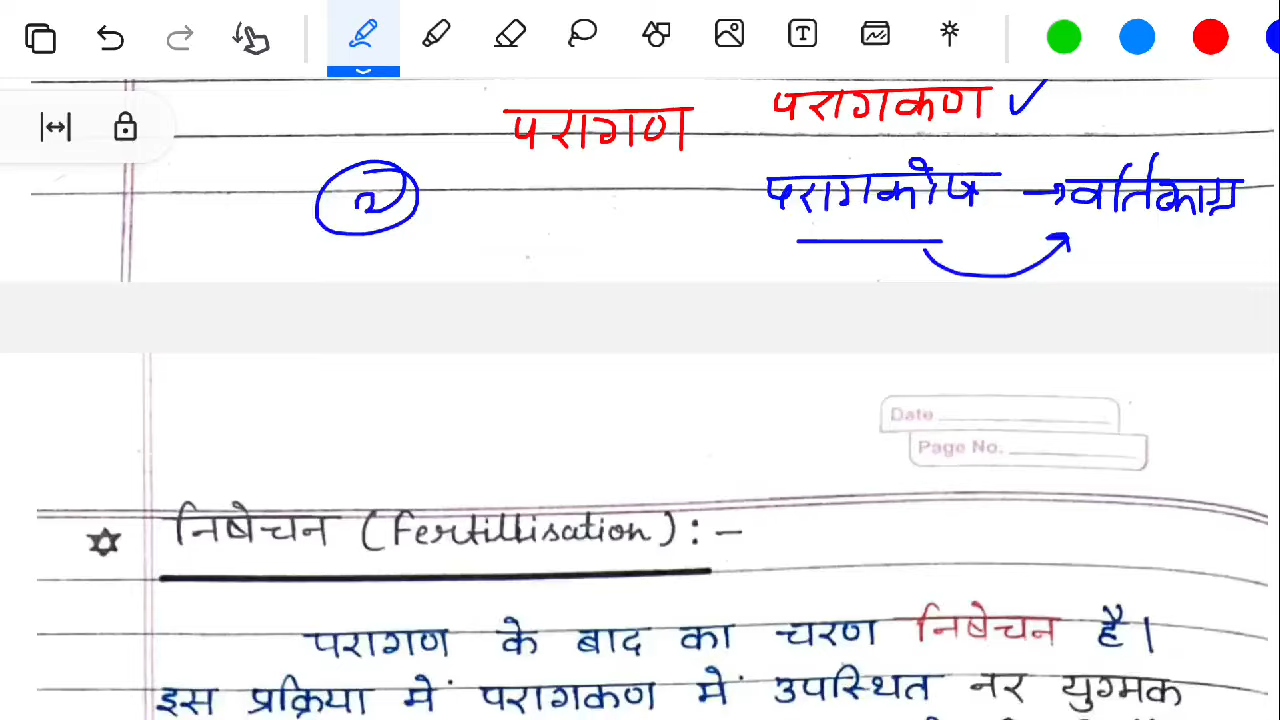 परागण परागकण ✓
२ परागकोष → वर्तिकाग्र
Date
Page No.
निषेचन (Fertillisation) : -
परागण के बाद का चरण निषेचन है।
इस प्रक्रिया में परागकण में उपस्थित नर युग्मक